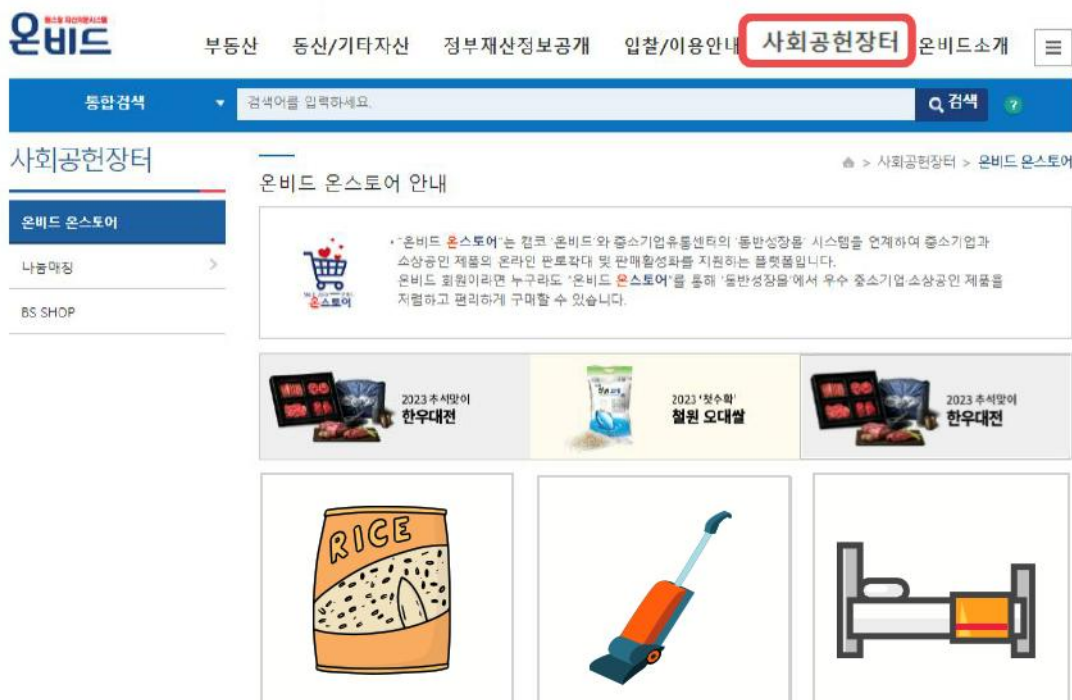 온비드
부동산 동산/기타자산 정부재산정보공개 입찰/이용안내 사회공헌장터 온비드소개
통합검색 검색어를 입력하세요. 검색 ?
사회공헌장터
온비드 온스토어
나눔매칭
BS SHOP
> 사회공헌장터 > 온비드 온스토어
온비드 온스토어 안내
"온비드 온스토어"는 캠코 '온비드'와 중소기업유통센터의 '동반성장몰' 시스템을 연계하여 중소기업과
소상공인 제품의 온라인 판로확대 및 판매활성화를 지원하는 플랫폼입니다.
온비드 회원이라면 누구라도 "온비드 온스토어"를 통해 '동반성장몰'에서 우수 중소기업·소상공인 제품을
저렴하고 편리하게 구매할 수 있습니다.
온스토어
2023 추석맞이
한우대전
2023 '첫수확'
철원 오대쌀
2023 추석맞이
한우대전
RICE